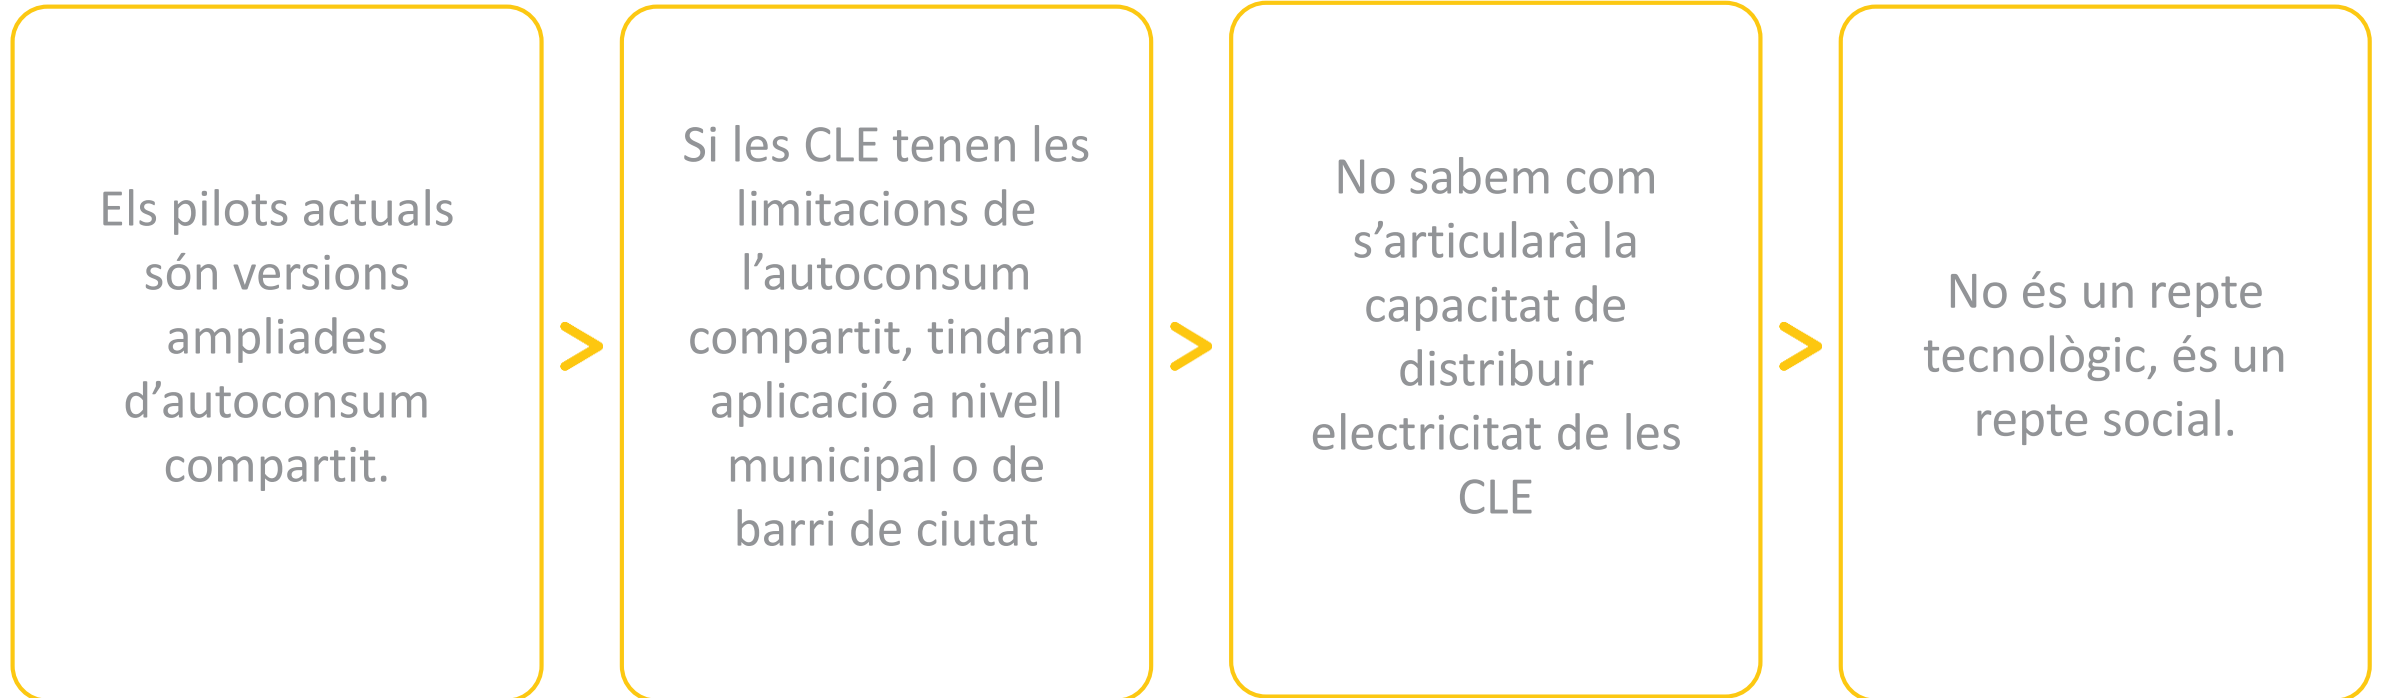 Els pilots actuals
són versions
ampliades
d’autoconsum
compartit.
>
Si les CLE tenen les
limitacions de
l’autoconsum
compartit, tindran
aplicació a nivell
municipal o de
barri de ciutat
>
No sabem com
s’articularà la
capacitat de
distribuir
electricitat de les
CLE
>
No és un repte
tecnològic, és un
repte social.